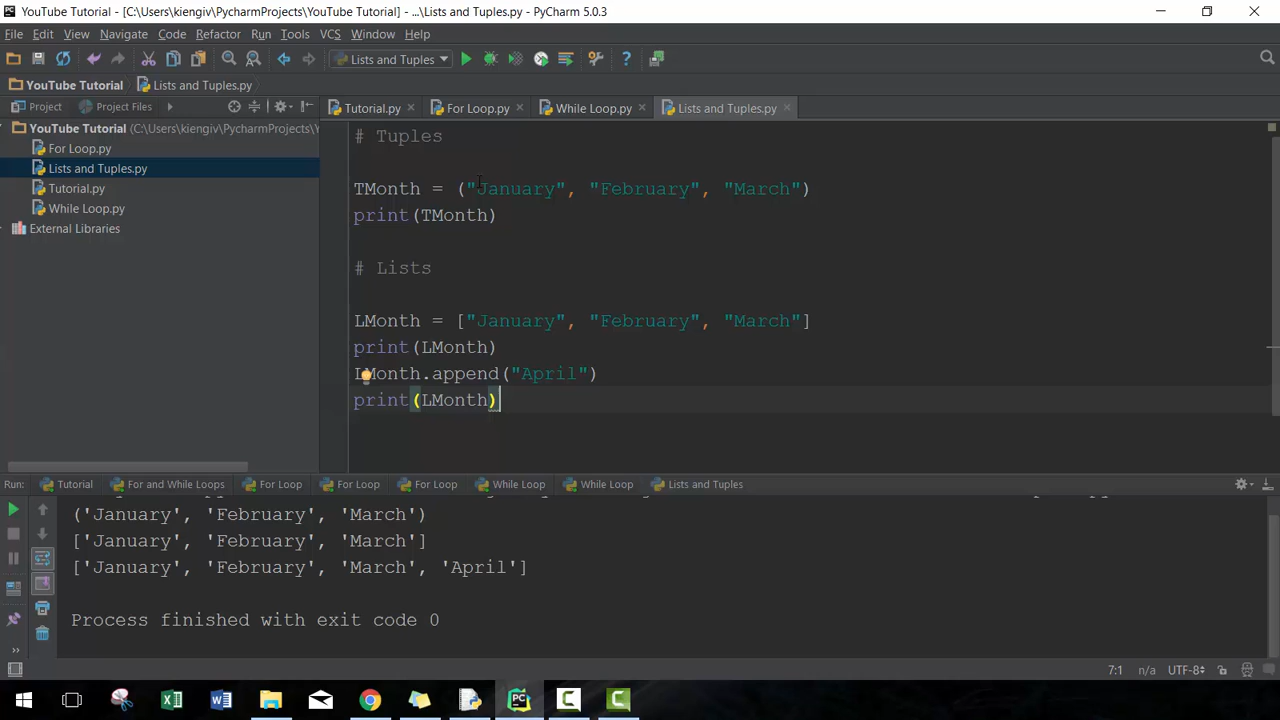 YouTube Tutorial - [C:\Users\kiengiv\PycharmProjects\YouTube Tutorial] - ...\Lists and Tuples.py - PyCharm 5.0.3
File Edit View Navigate Code Refactor Run Tools VCS Window Help
Lists and Tuples
YouTube Tutorial Lists and Tuples.py
Project Project Files
Tutorial.py For Loop.py While Loop.py Lists and Tuples.py
YouTube Tutorial (C:\Users\kiengiv\PycharmProjects\Y
For Loop.py
Lists and Tuples.py
Tutorial.py
While Loop.py
External Libraries
# Tuples
TMonth = ("January", "February", "March")
print(TMonth)
# Lists
LMonth = ["January", "February", "March"]
print(LMonth)
LMonth.append("April")
print(LMonth)
Run: Tutorial For and While Loops For Loop For Loop For Loop While Loop While Loop Lists and Tuples
('January', 'February', 'March')
['January', 'February', 'March']
['January', 'February', 'March', 'April']
Process finished with exit code 0
7:1 n/a UTF-8